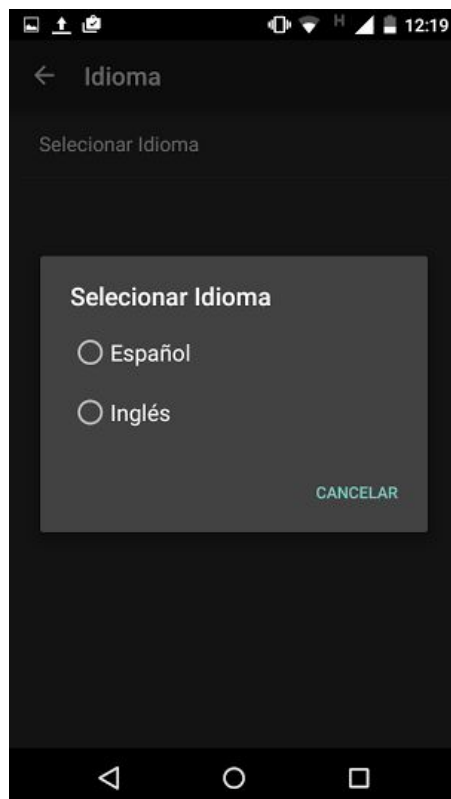 H 12:19
Idioma
Selecionar Idioma
Selecionar Idioma
Español
Inglés
CANCELAR